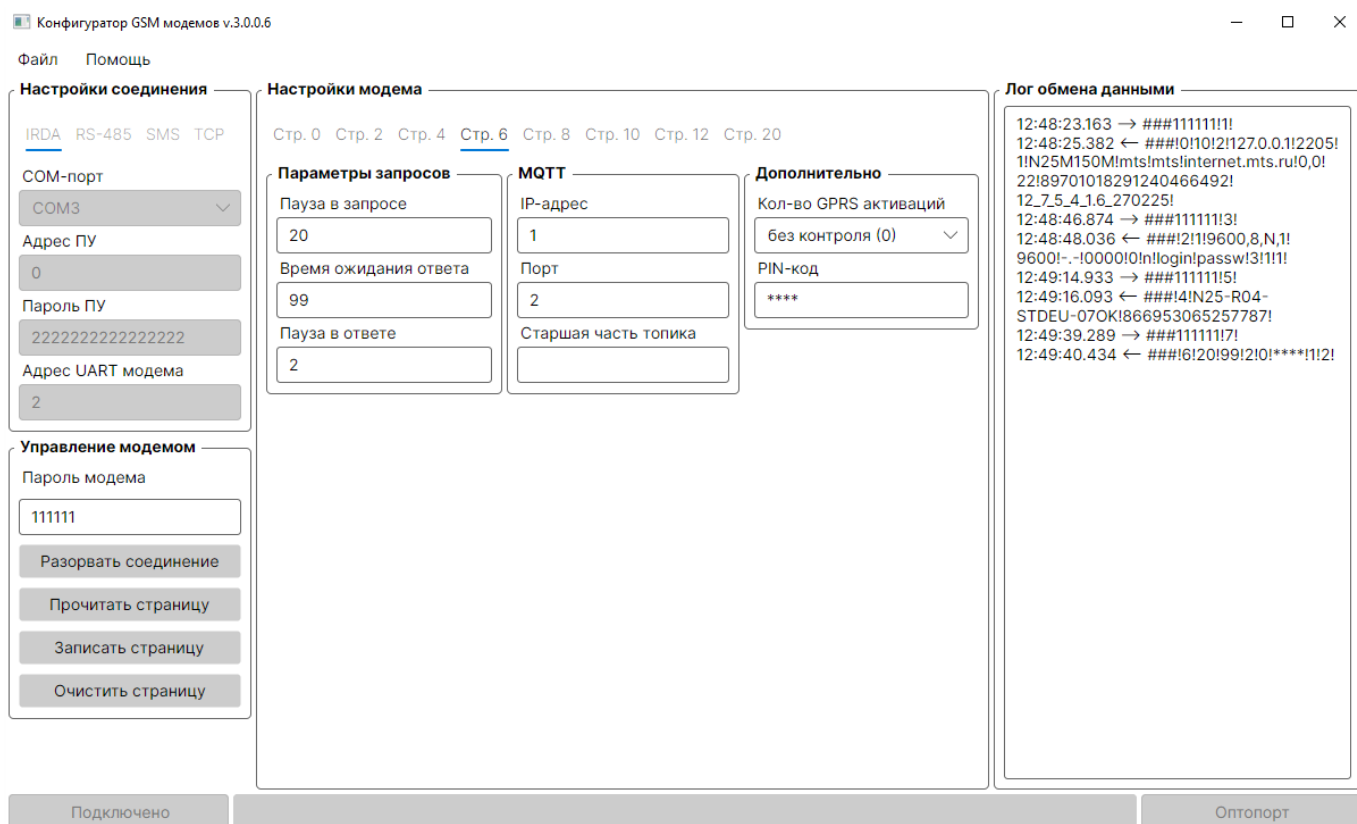 Конфигуратор GSM модемов v.3.0.0.6
Файл Помощь
Настройки соединения
IRDA RS-485 SMS TCP
COM-порт
COM3
Адрес ПУ
0
Пароль ПУ
2222222222222222
Адрес UART модема
2
Управление модемом
Пароль модема
111111
Разорвать соединение
Прочитать страницу
Записать страницу
Очистить страницу
Настройки модема
Стр. 0 Стр. 2 Стр. 4 Стр. 6 Стр. 8 Стр. 10 Стр. 12 Стр. 20
Параметры запросов
Пауза в запросе
20
Время ожидания ответа
99
Пауза в ответе
2
MQTT
IP-адрес
1
Порт
2
Старшая часть топика
Дополнительно
Кол-во GPRS активаций
без контроля (0)
PIN-код
****
Лог обмена данными
12:48:23.163 → ###111111!1!
12:48:25.382 ← ###!0!10!2!127.0.0.1!2205!
1!N25M150M!mts!mts!internet.mts.ru!0,0!
22!89701018291240466492!
12_7_5_4_1.6_270225!
12:48:46.874 → ###111111!3!
12:48:48.036 ← ###!2!1!9600,8,N,1!
9600!-.-!0000!0!n!login!passw!3!1!1!
12:49:14.933 → ###111111!5!
12:49:16.093 ← ###!4!N25-R04-
STDEU-07OK!866953065257787!
12:49:39.289 → ###111111!7!
12:49:40.434 ← ###!6!20!99!2!0!****!1!2!
Подключено
Оптопорт